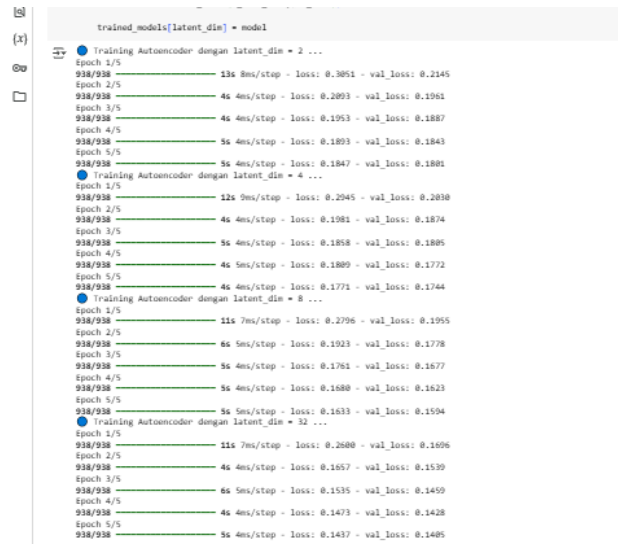 trained_models[latent_dim] = model
{x}
Training Autoencoder dengan latent_dim = 2 ...
Epoch 1/5
938/938 13s 8ms/step - loss: 0.3051 - val_loss: 0.2145
Epoch 2/5
938/938 4s 4ms/step - loss: 0.2093 - val_loss: 0.1961
Epoch 3/5
938/938 4s 4ms/step - loss: 0.1953 - val_loss: 0.1887
Epoch 4/5
938/938 5s 4ms/step - loss: 0.1893 - val_loss: 0.1843
Epoch 5/5
938/938 5s 4ms/step - loss: 0.1847 - val_loss: 0.1801
Training Autoencoder dengan latent_dim = 4 ...
Epoch 1/5
938/938 12s 9ms/step - loss: 0.2945 - val_loss: 0.2030
Epoch 2/5
938/938 4s 4ms/step - loss: 0.1981 - val_loss: 0.1874
Epoch 3/5
938/938 5s 4ms/step - loss: 0.1858 - val_loss: 0.1805
Epoch 4/5
938/938 4s 5ms/step - loss: 0.1809 - val_loss: 0.1772
Epoch 5/5
938/938 4s 4ms/step - loss: 0.1771 - val_loss: 0.1744
Training Autoencoder dengan latent_dim = 8 ...
Epoch 1/5
938/938 11s 7ms/step - loss: 0.2796 - val_loss: 0.1955
Epoch 2/5
938/938 6s 5ms/step - loss: 0.1923 - val_loss: 0.1778
Epoch 3/5
938/938 5s 4ms/step - loss: 0.1761 - val_loss: 0.1677
Epoch 4/5
938/938 5s 4ms/step - loss: 0.1680 - val_loss: 0.1623
Epoch 5/5
938/938 5s 5ms/step - loss: 0.1633 - val_loss: 0.1594
Training Autoencoder dengan latent_dim = 32 ...
Epoch 1/5
938/938 11s 7ms/step - loss: 0.2600 - val_loss: 0.1696
Epoch 2/5
938/938 4s 4ms/step - loss: 0.1657 - val_loss: 0.1539
Epoch 3/5
938/938 6s 5ms/step - loss: 0.1535 - val_loss: 0.1459
Epoch 4/5
938/938 4s 4ms/step - loss: 0.1473 - val_loss: 0.1428
Epoch 5/5
938/938 5s 4ms/step - loss: 0.1437 - val_loss: 0.1405